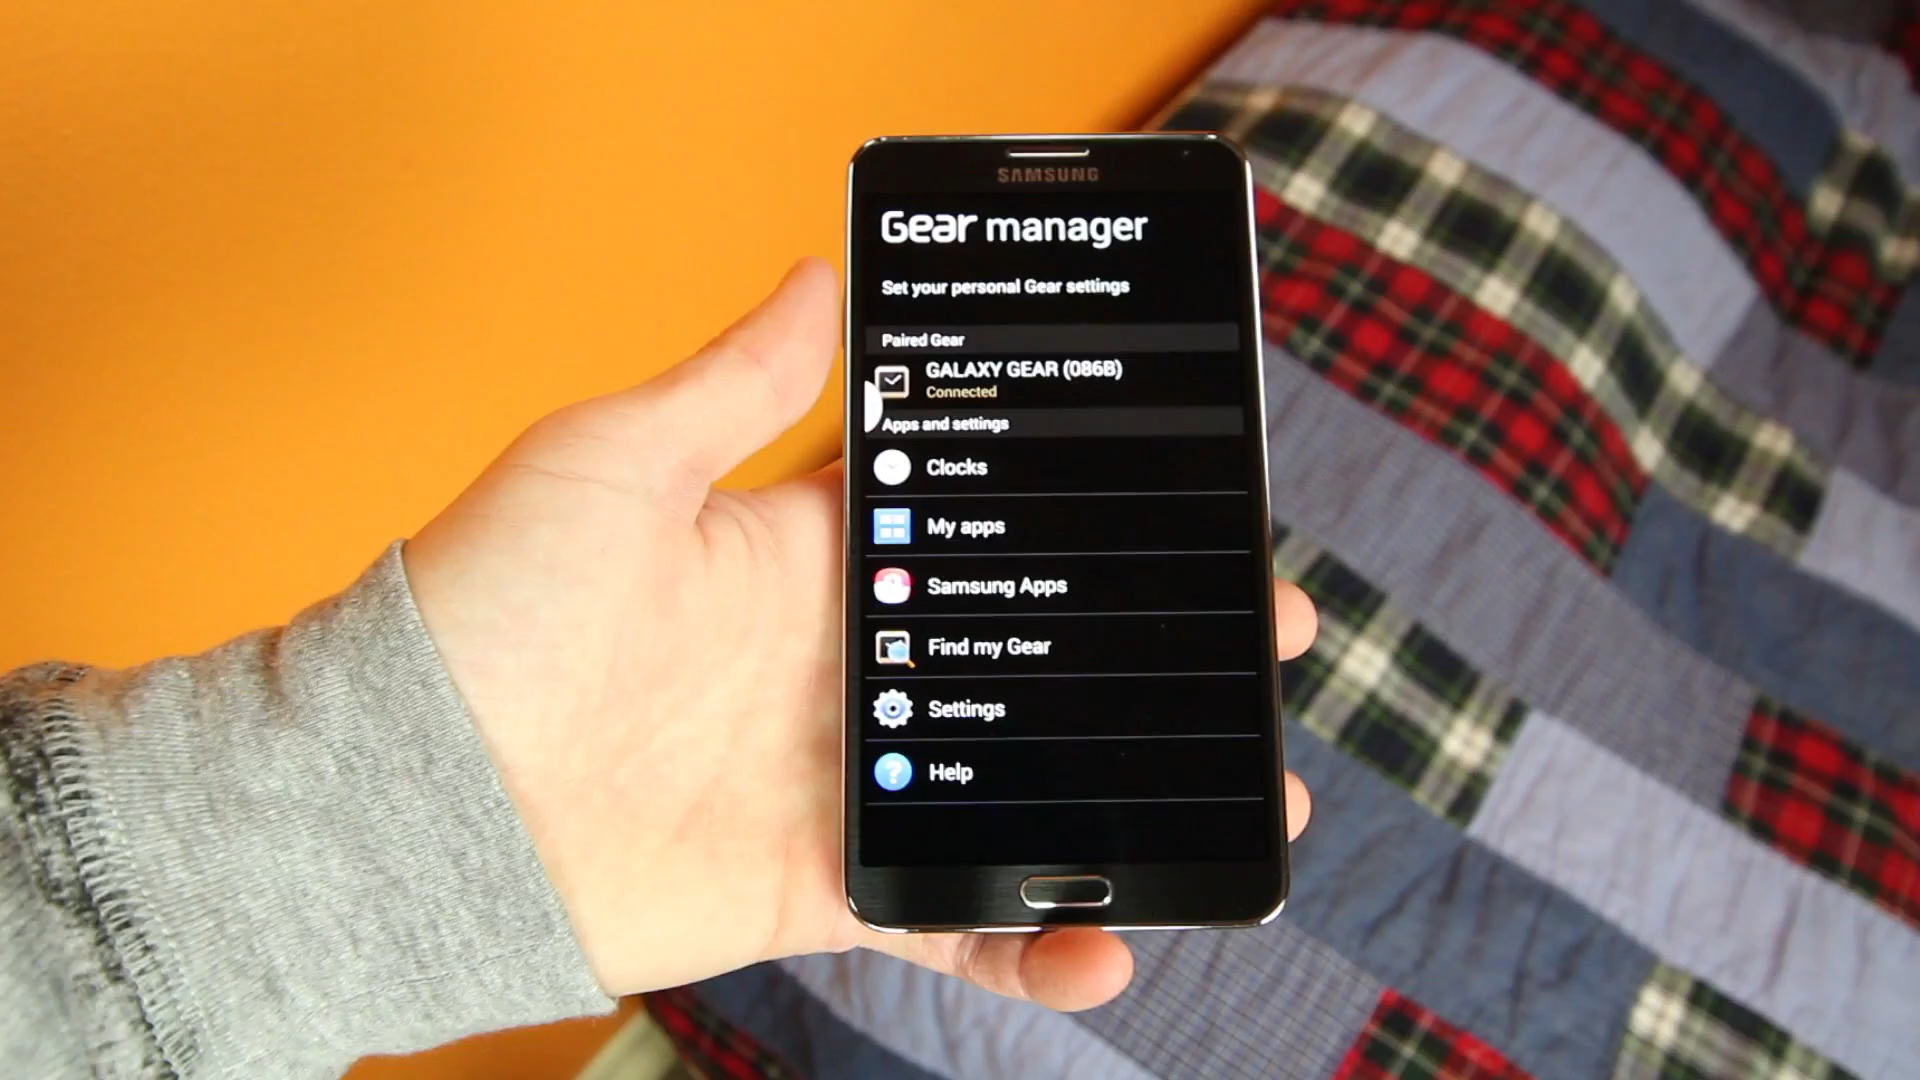 SAMSUNG
Gear manager
Set your personal Gear settings
Paired Gear
GALAXY GEAR (086B)
Connected
Apps and settings
Clocks
My apps
Samsung Apps
Find my Gear
Settings
? Help